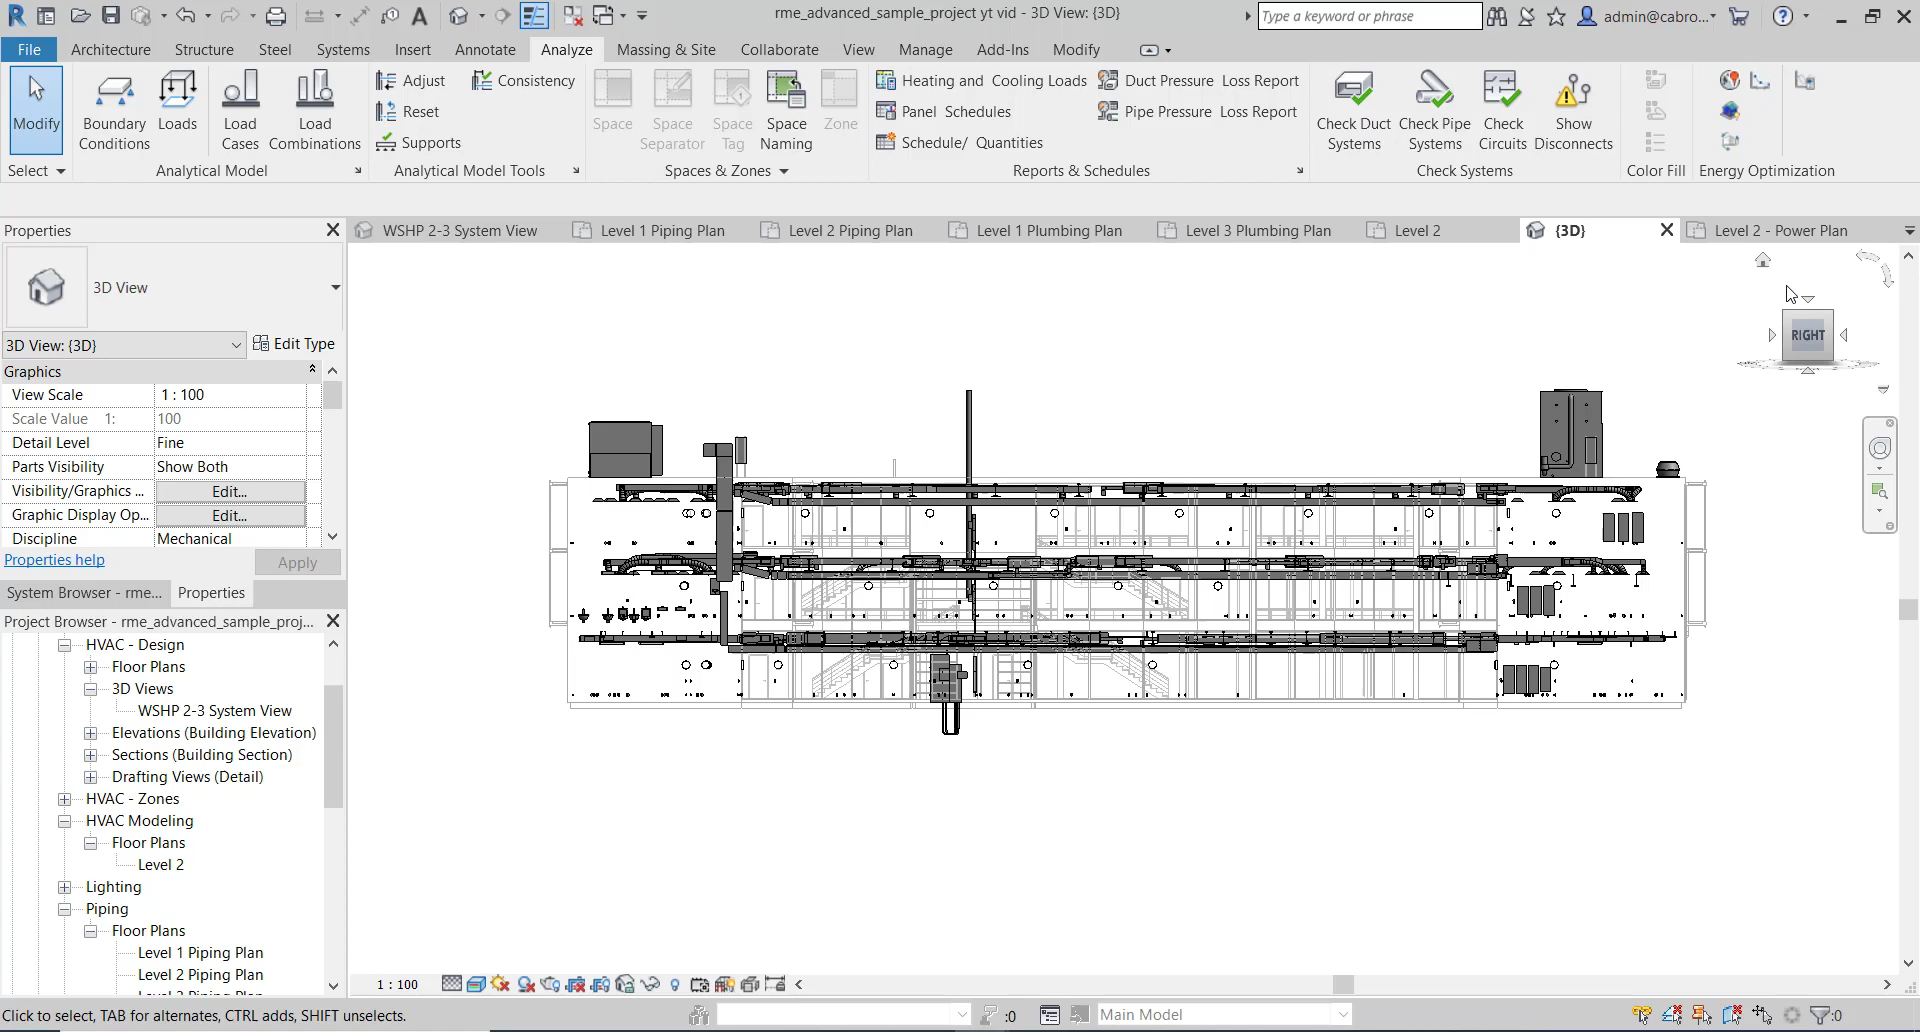 rme_advanced_sample_project yt vid - 3D View: {3D}
Type a keyword or phrase
admin@cabro...
File Architecture Structure Steel Systems Insert Annotate Analyze Massing & Site Collaborate View Manage Add-Ins Modify
Modify
Boundary Conditions
Loads
Load Cases
Load Combinations
Adjust
Reset
Supports
Consistency
Space
Space Separator
Space Tag
Space Naming
Zone
Heating and Cooling Loads
Panel Schedules
Schedule/ Quantities
Duct Pressure Loss Report
Pipe Pressure Loss Report
Check Duct Systems
Check Pipe Systems
Check Circuits
Show Disconnects
Select
Analytical Model
Analytical Model Tools
Spaces & Zones
Reports & Schedules
Check Systems
Color Fill
Energy Optimization
Properties
WSHP 2-3 System View
Level 1 Piping Plan
Level 2 Piping Plan
Level 1 Plumbing Plan
Level 3 Plumbing Plan
Level 2
{3D}
Level 2 - Power Plan
3D View
3D View: {3D}
Edit Type
Graphics
View Scale 1 : 100
Scale Value 1: 100
Detail Level Fine
Parts Visibility Show Both
Visibility/Graphics ... Edit...
Graphic Display Op... Edit...
Discipline Mechanical
Properties help
Apply
System Browser - rme...
Properties
Project Browser - rme_advanced_sample_proj...
HVAC - Design
Floor Plans
3D Views
WSHP 2-3 System View
Elevations (Building Elevation)
Sections (Building Section)
Drafting Views (Detail)
HVAC - Zones
HVAC Modeling
Floor Plans
Level 2
Lighting
Piping
Floor Plans
Level 1 Piping Plan
Level 2 Piping Plan
RIGHT
1 : 100
Click to select, TAB for alternates, CTRL adds, SHIFT unselects.
:0
Main Model
:0